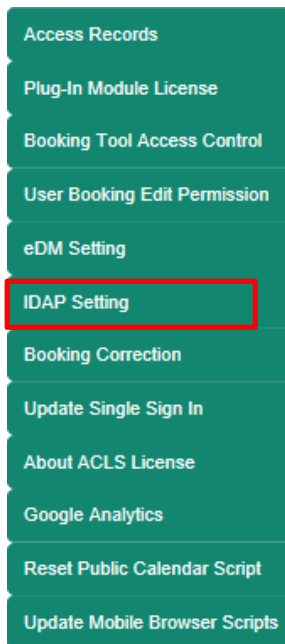 Access Records
Plug-In Module License
Booking Tool Access Control
User Booking Edit Permission
eDM Setting
IDAP Setting
Booking Correction
Update Single Sign In
About ACLS License
Google Analytics
Reset Public Calendar Script
Update Mobile Browser Scripts